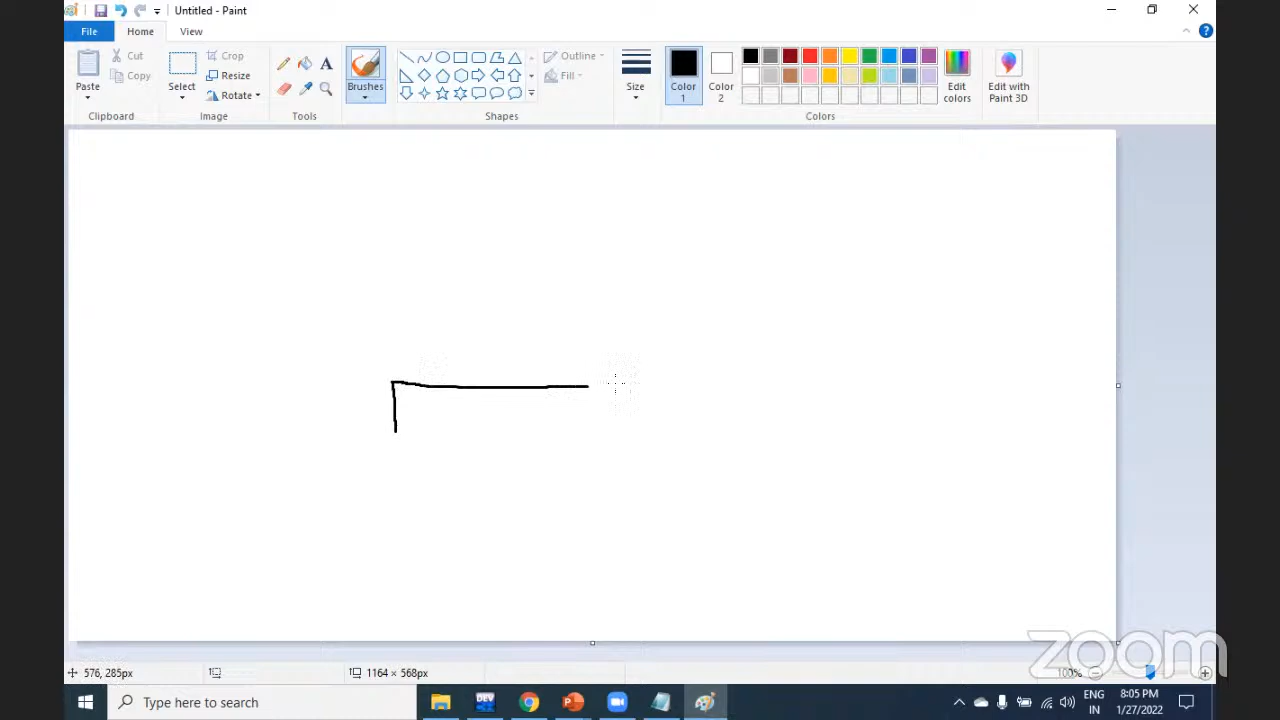 Untitled - Paint
File
Home
View
Paste
Cut
Copy
Clipboard
Select
Crop
Resize
Rotate
Image
A
Tools
Brushes
Outline
Fill
Shapes
Size
Color
1
Color
2
Edit
colors
Colors
Edit with
Paint 3D
576, 285px
1164 × 568px
100%
zoom
Type here to search
DEV
ENG
IN
8:05 PM
1/27/2022